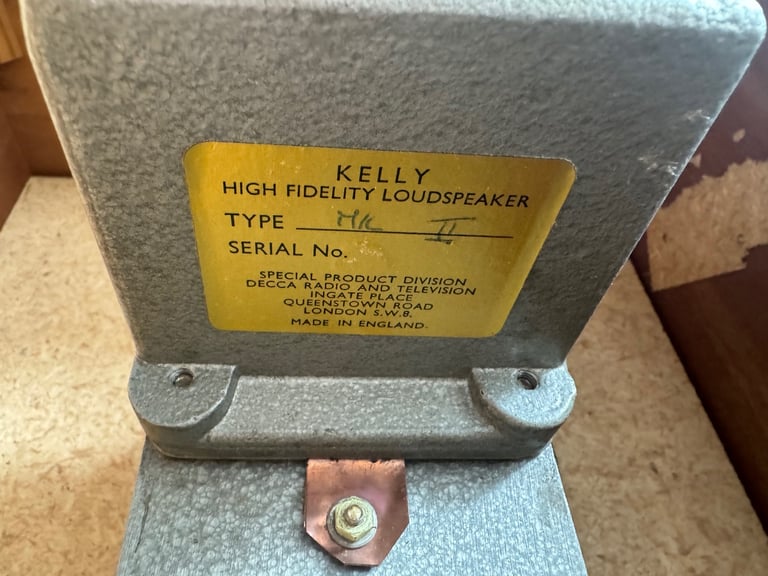 KELLY
HIGH FIDELITY LOUDSPEAKER
TYPE MK II
SERIAL No.
SPECIAL PRODUCT DIVISION
DECCA RADIO AND TELEVISION
INGATE PLACE
QUEENSTOWN ROAD
LONDON S.W.8.
MADE IN ENGLAND.